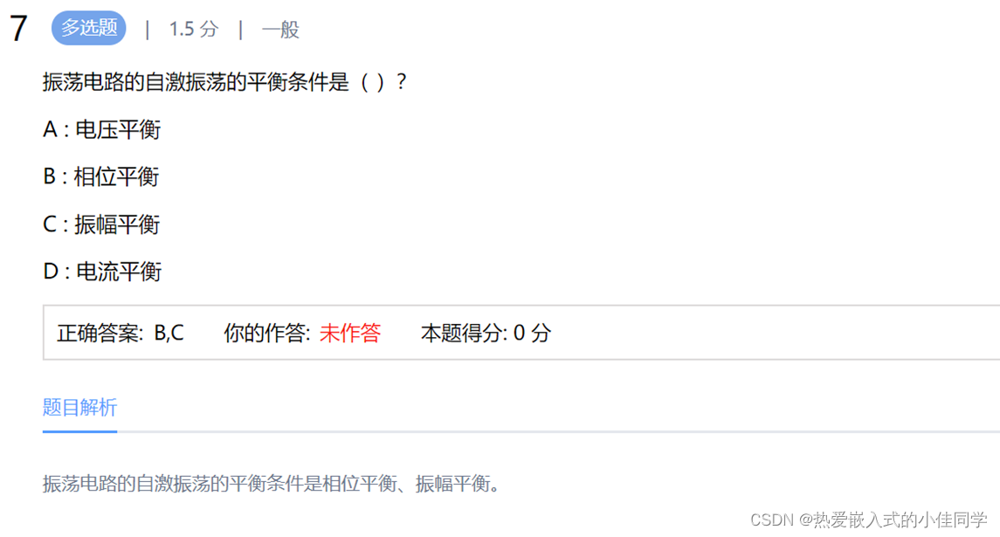 7 多选题 | 1.5 分 | 一般
振荡电路的自激振荡的平衡条件是（ ）？
A : 电压平衡
B : 相位平衡
C : 振幅平衡
D : 电流平衡
正确答案: B,C 你的作答: 未作答 本题得分: 0 分
题目解析
振荡电路的自激振荡的平衡条件是相位平衡、振幅平衡。
CSDN @热爱嵌入式的小佳同学